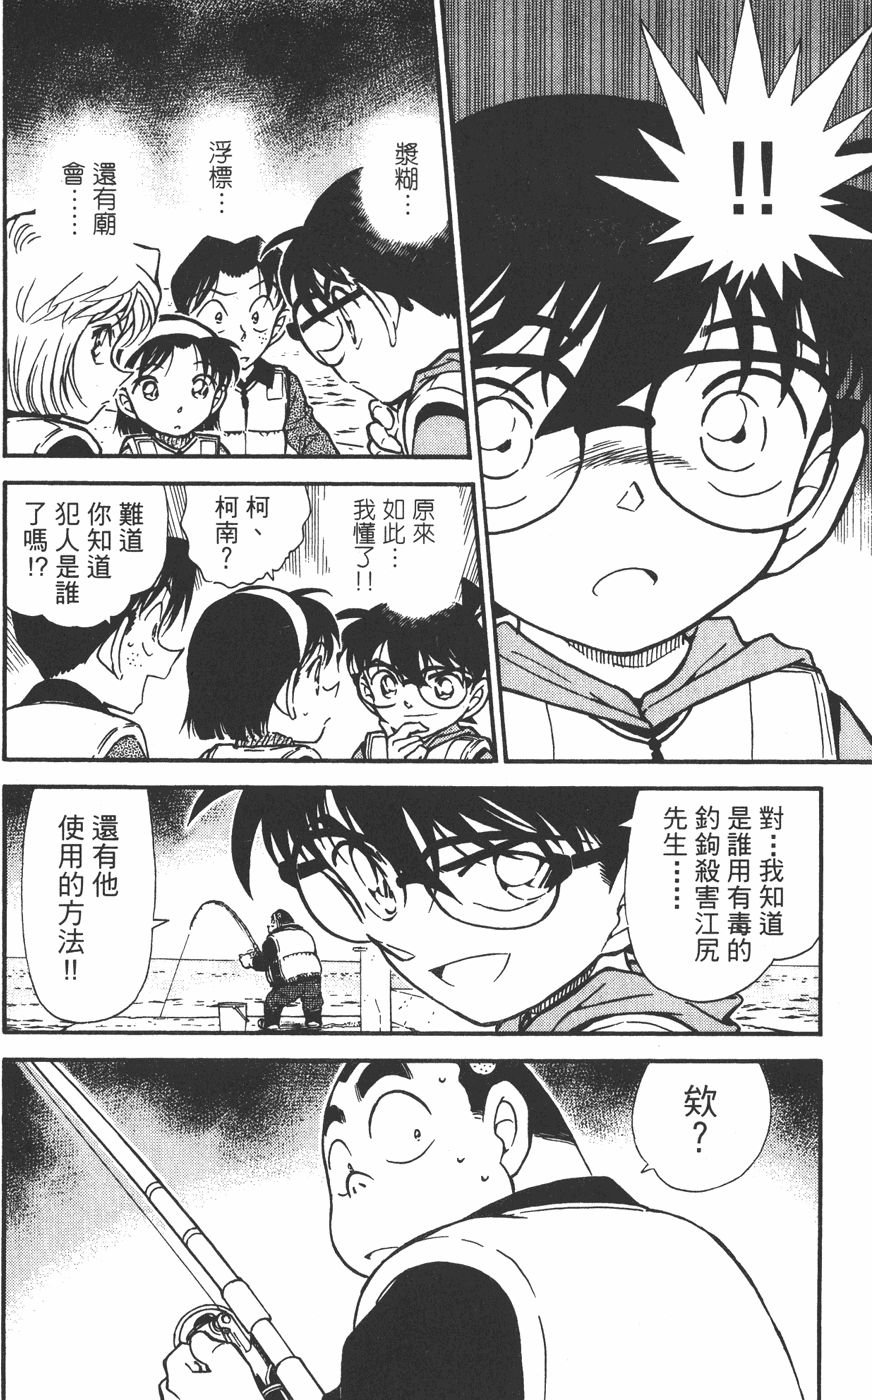 !!
漿糊…
浮標…
還有廟
會……
原來
如此…
我懂了!!
柯、
柯南？
難道
你知道
犯人是誰
了嗎!?
對…我知道
是誰用有毒的
釣鉤殺害江尻
先生……
還有他
使用的方法!!
欸？